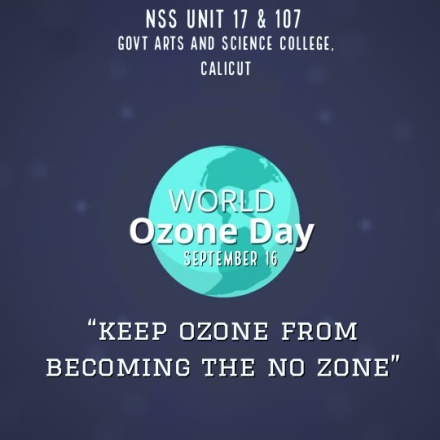 NSS UNIT 17 & 107
GOVT ARTS AND SCIENCE COLLEGE,
CALICUT
WORLD
Ozone Day
SEPTEMBER 16
“KEEP OZONE FROM
BECOMING THE NO ZONE”